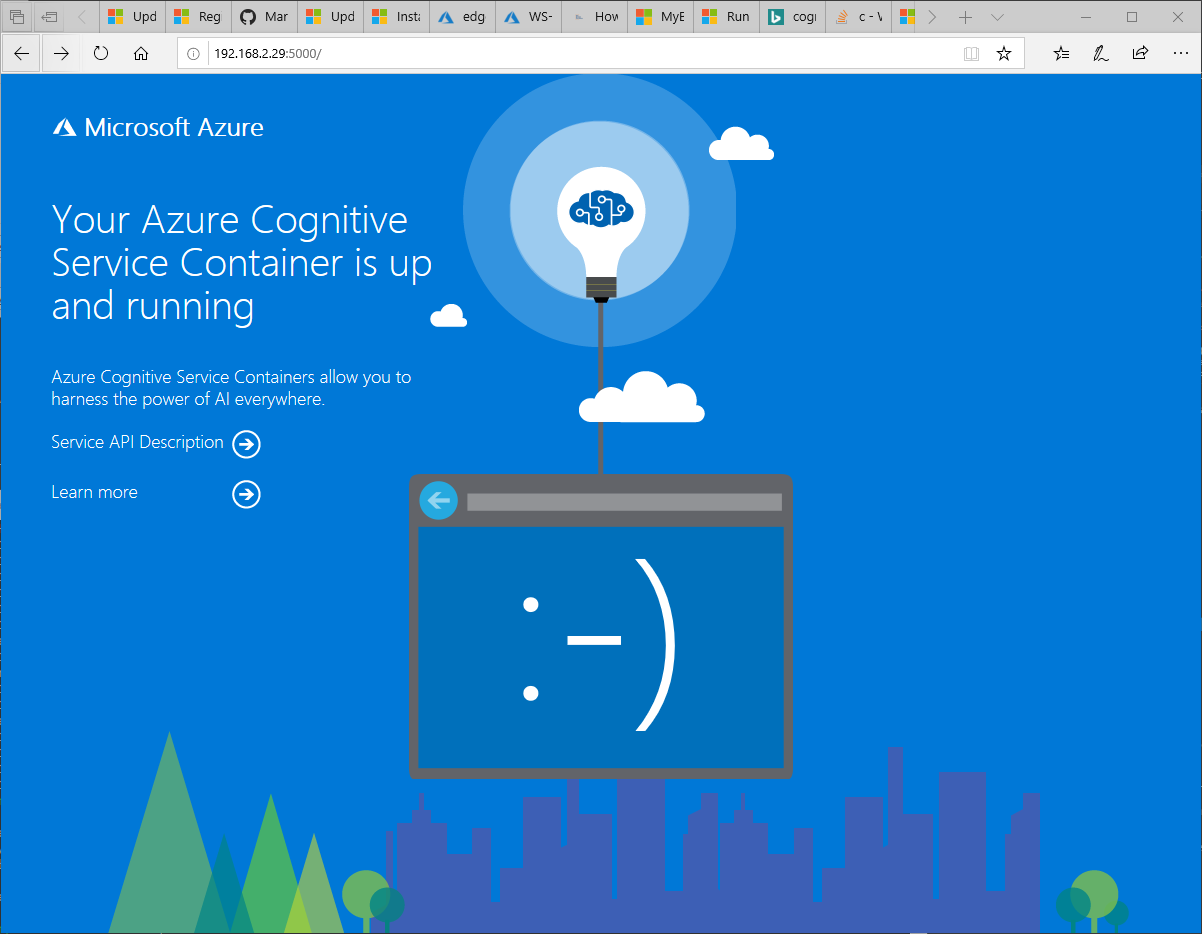 Upd
Reg
Mar
Upd
Insta
edg
WS-
How
MyE
Run
cogn
c - V
192.168.2.29:5000/
Microsoft Azure
Your Azure Cognitive
Service Container is up
and running
Azure Cognitive Service Containers allow you to
harness the power of AI everywhere.
Service API Description
Learn more
:-)